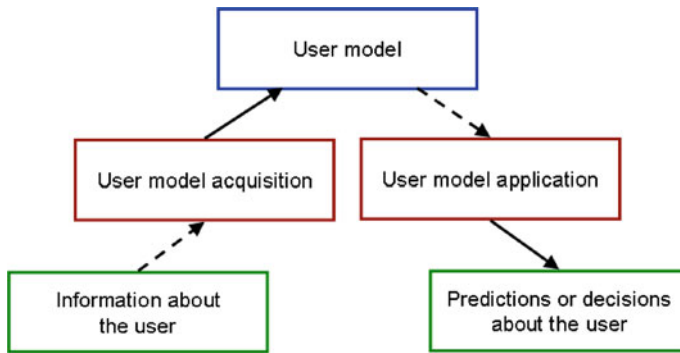 User model
User model acquisition
User model application
Information about
the user
Predictions or decisions
about the user